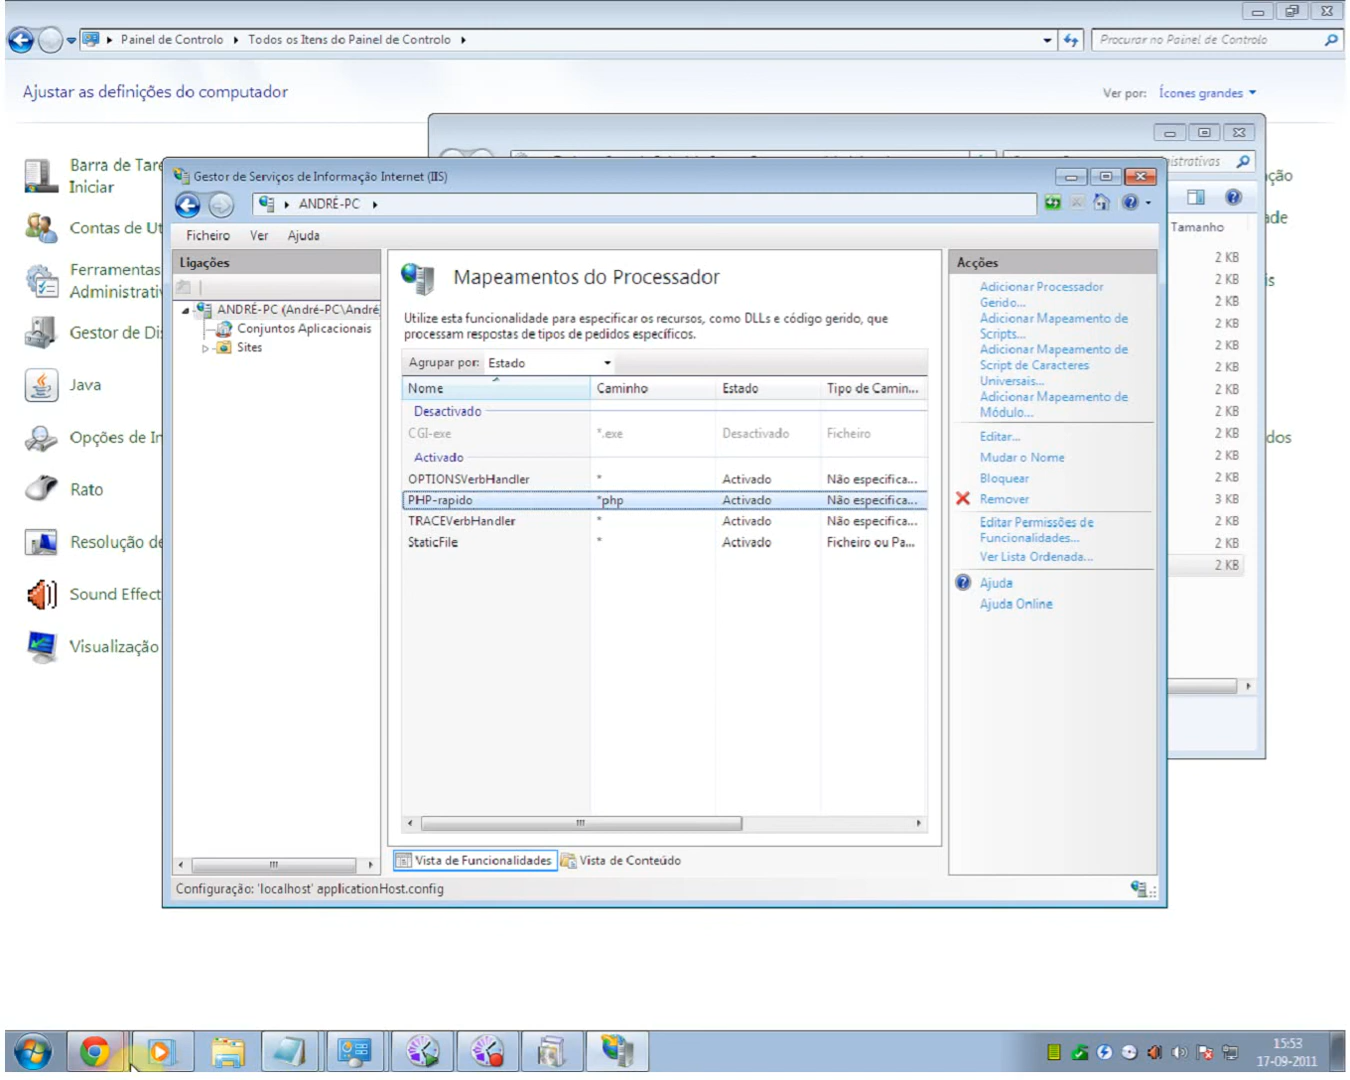 Painel de Controlo ▸ Todos os Itens do Painel de Controlo ▸
Procurar no Painel de Controlo
Ajustar as definições do computador
Ver por: Ícones grandes
Barra de Tare
Iniciar
Contas de Ut
Ferramentas
Administrativ
Gestor de Di
Java
Opções de Ir
Rato
Resolução de
Sound Effect
Visualização
nistrativas
Tamanho
2 KB
2 KB
2 KB
2 KB
2 KB
2 KB
2 KB
2 KB
2 KB
2 KB
3 KB
2 KB
2 KB
2 KB
ção
de
is
dos
Gestor de Serviços de Informação Internet (IIS)
ANDRÉ-PC
Ficheiro Ver Ajuda
Ligações
ANDRÉ-PC (André-PC\André
Conjuntos Aplicacionais
Sites
Mapeamentos do Processador
Utilize esta funcionalidade para especificar os recursos, como DLLs e código gerido, que
processam respostas de tipos de pedidos específicos.
Agrupar por: Estado
Nome Caminho Estado Tipo de Camin...
Desactivado
CGI-exe *.exe Desactivado Ficheiro
Activado
OPTIONSVerbHandler * Activado Não especifica...
PHP-rapido *php Activado Não especifica...
TRACEVerbHandler * Activado Não especifica...
StaticFile * Activado Ficheiro ou Pa...
Vista de Funcionalidades Vista de Conteúdo
Acções
Adicionar Processador
Gerido...
Adicionar Mapeamento de
Scripts...
Adicionar Mapeamento de
Script de Caracteres
Universais...
Adicionar Mapeamento de
Módulo...
Editar...
Mudar o Nome
Bloquear
Remover
Editar Permissões de
Funcionalidades...
Ver Lista Ordenada...
Ajuda
Ajuda Online
Configuração: 'localhost' applicationHost.config
15:53
17-09-2011